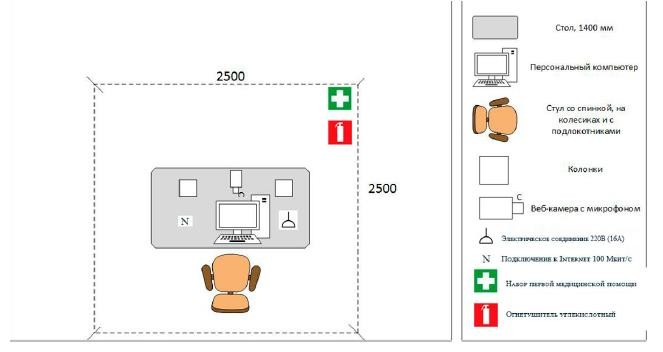 2500
2500
N
Стол, 1400 мм
Персональный компьютер
Стул со спинкой, на
колесиках и с
подлокотниками
Колонки
C
Веб-камера с микрофоном
Электрическое соединение 220В (16А)
N
Подключение к Интернет 100 Мбит/с
Набор первой медицинской помощи
Огнетушитель углекислотный